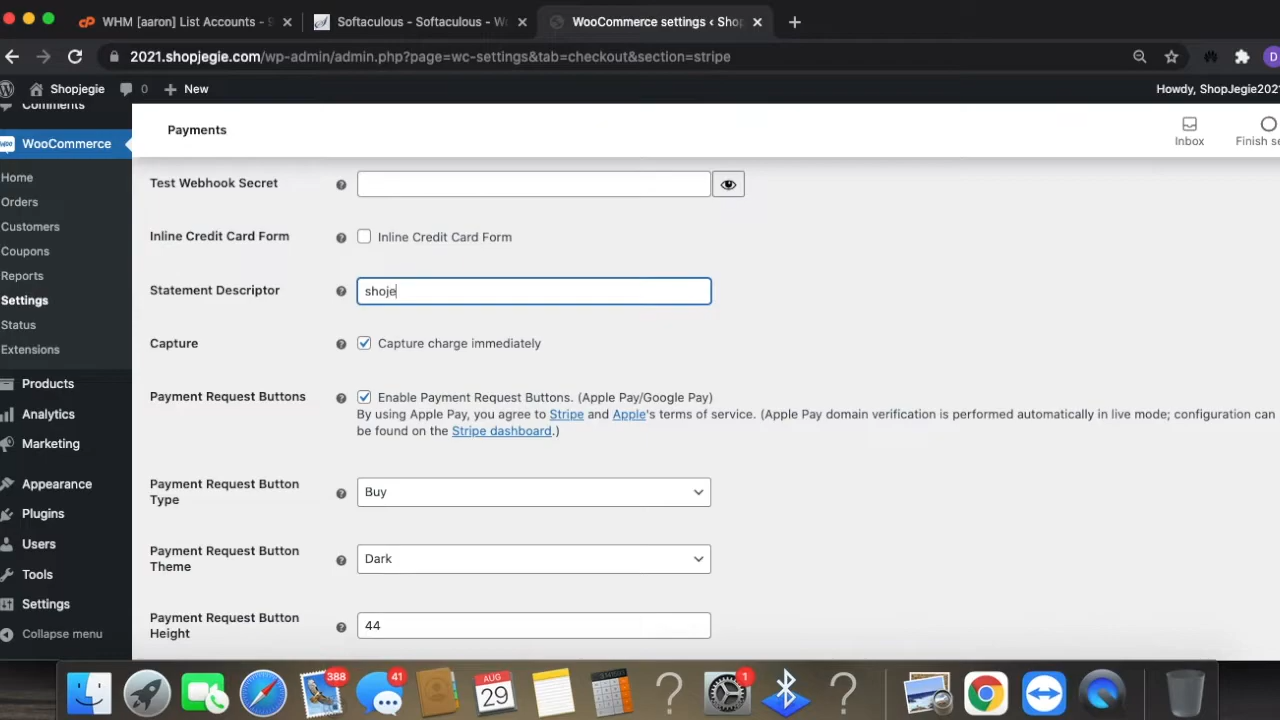 WHM [aaron] List Accounts - S
Softaculous - Softaculous - W
WooCommerce settings ‹ Shop
2021.shopjegie.com/wp-admin/admin.php?page=wc-settings&tab=checkout&section=stripe
D
Shopjegie
0
New
Howdy, ShopJegie2021
Comments
WooCommerce
Home
Orders
Customers
Coupons
Reports
Settings
Status
Extensions
Products
Analytics
Marketing
Appearance
Plugins
Users
Tools
Settings
Collapse menu
Payments
Inbox
Finish se
Test Webhook Secret
Inline Credit Card Form
Inline Credit Card Form
Statement Descriptor
shoje
Capture
Capture charge immediately
Payment Request Buttons
Enable Payment Request Buttons. (Apple Pay/Google Pay)
By using Apple Pay, you agree to Stripe and Apple's terms of service. (Apple Pay domain verification is performed automatically in live mode; configuration can
be found on the Stripe dashboard.)
Payment Request Button
Type
Buy
Payment Request Button
Theme
Dark
Payment Request Button
Height
44
388
41
AUG
29
1